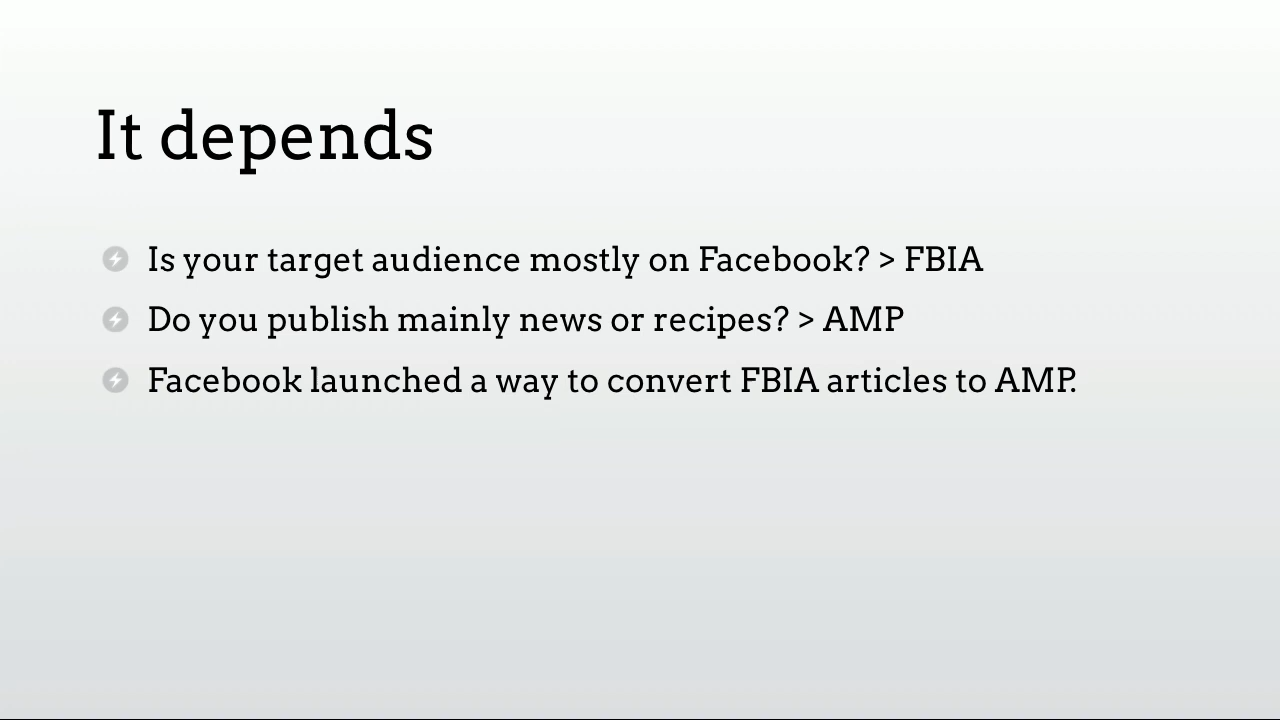 It depends
Is your target audience mostly on Facebook? > FBIA
Do you publish mainly news or recipes? > AMP
Facebook launched a way to convert FBIA articles to AMP.